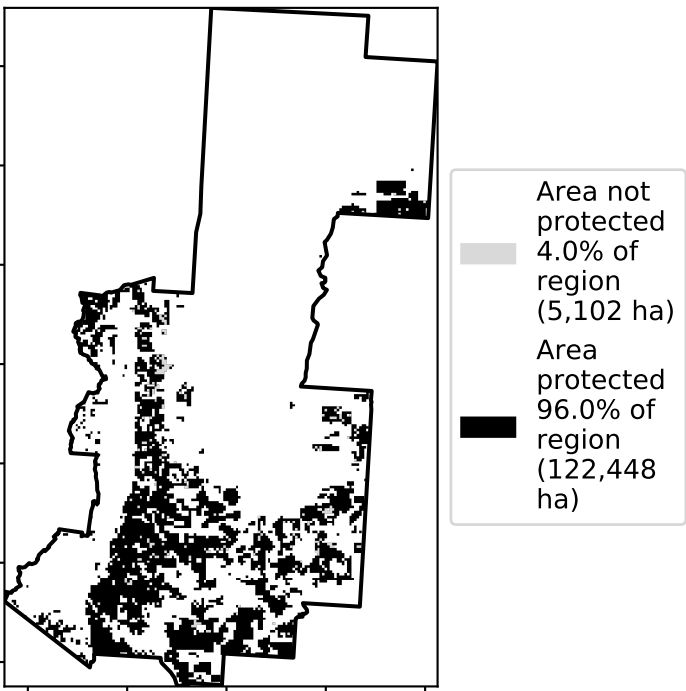 Area not
protected
4.0% of
region
(5,102 ha)
Area
protected
96.0% of
region
(122,448
ha)